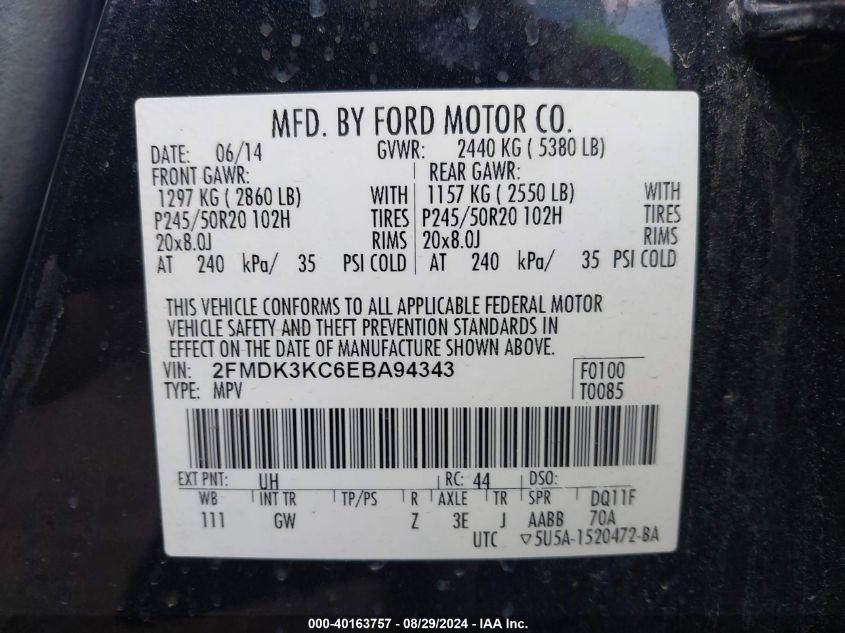 MFD. BY FORD MOTOR CO.
DATE: 06/14 GVWR: 2440 KG ( 5380 LB)
FRONT GAWR: REAR GAWR:
1297 KG ( 2860 LB) WITH 1157 KG ( 2550 LB) WITH
P245/50R20 102H TIRES P245/50R20 102H TIRES
20x8.0J RIMS 20x8.0J RIMS
AT 240 kPa/ 35 PSI COLD AT 240 kPa/ 35 PSI COLD
THIS VEHICLE CONFORMS TO ALL APPLICABLE FEDERAL MOTOR
VEHICLE SAFETY AND THEFT PREVENTION STANDARDS IN
EFFECT ON THE DATE OF MANUFACTURE SHOWN ABOVE.
VIN: 2FMDK3KC6EBA94343 F0100
TYPE: MPV T0085
EXT PNT: UH RC: 44 DSO:
WB INT TR TP/PS R AXLE TR SPR DQ11F
111 GW Z 3E J AABB 70A
UTC ▽5U5A-1520472-BA
000-40163757 - 08/29/2024 - IAAI, Inc.